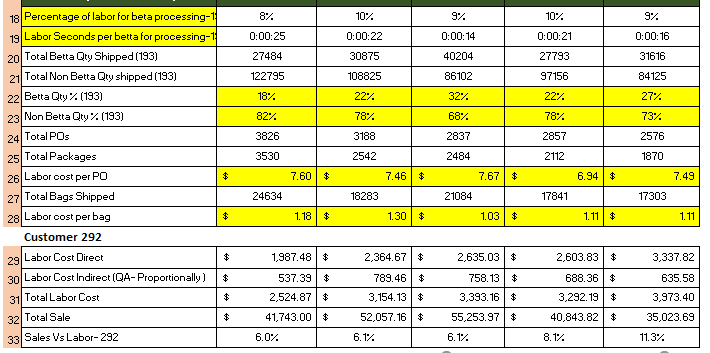 18 Percentage of labor for beta processing-1 8% 10% 9% 10% 9%
19 Labor Seconds per betta for processing-1 0:00:25 0:00:22 0:00:14 0:00:21 0:00:16
20 Total Betta Qty Shipped (193) 27484 30875 40204 27793 31616
21 Total Non Betta Qty shipped (193) 122795 108825 86102 97156 84125
22 Betta Qty % (193) 18% 22% 32% 22% 27%
23 Non Betta Qty % (193) 82% 78% 68% 78% 73%
24 Total POs 3826 3188 2837 2857 2576
25 Total Packages 3530 2542 2484 2112 1870
26 Labor cost per PO $ 7.60 $ 7.46 $ 7.67 $ 6.94 $ 7.49
27 Total Bags Shipped 24634 18283 21084 17841 17303
28 Labor cost per bag $ 1.18 $ 1.30 $ 1.03 $ 1.11 $ 1.11
Customer 292
29 Labor Cost Direct $ 1,987.48 $ 2,364.67 $ 2,635.03 $ 2,603.83 $ 3,337.82
30 Labor Cost Indirect (QA- Proportionally ) $ 537.39 $ 789.46 $ 758.13 $ 688.36 $ 635.58
31 Total Labor Cost $ 2,524.87 $ 3,154.13 $ 3,393.16 $ 3,292.19 $ 3,973.40
32 Total Sale $ 41,743.00 $ 52,057.16 $ 55,253.97 $ 40,843.82 $ 35,023.69
33 Sales Vs Labor- 292 6.0% 6.1% 6.1% 8.1% 11.3%